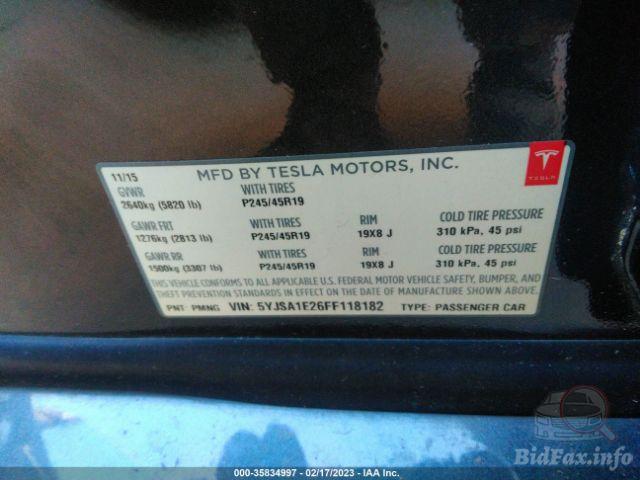 11/15 MFD BY TESLA MOTORS, INC.
TESLA
GVWR WITH TIRES
2640kg (5820 lb) P245/45R19
GAWR FRT WITH TIRES RIM COLD TIRE PRESSURE
1276kg (2813 lb) P245/45R19 19X8 J 310 kPa, 45 psi
GAWR RR WITH TIRES RIM COLD TIRE PRESSURE
1500kg (3307 lb) P245/45R19 19X8 J 310 kPa, 45 psi
THIS VEHICLE CONFORMS TO ALL APPLICABLE U.S. FEDERAL MOTOR VEHICLE SAFETY, BUMPER, AND
THEFT PREVENTION STANDARDS IN EFFECT ON THE DATE OF MANUFACTURE SHOWN ABOVE.
PNT: PMNG VIN: 5YJSA1E26FF118182 TYPE: PASSENGER CAR
BidFax.info
000-35834997 - 02/17/2023 - IAA Inc.